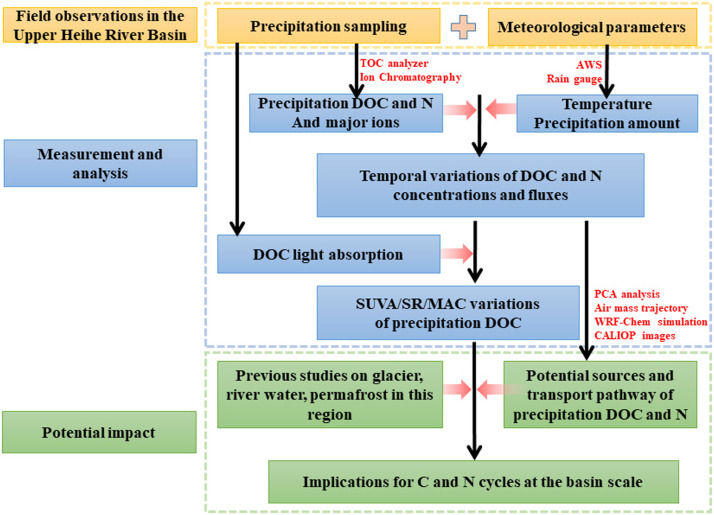 Field observations in the
Upper Heihe River Basin
Precipitation sampling
Meteorological parameters
TOC analyzer
Ion Chromatography
AWS
Rain gauge
Precipitation DOC and N
And major ions
Temperature
Precipitation amount
Measurement and
analysis
Temporal variations of DOC and N
concentrations and fluxes
DOC light absorption
SUVA/SR/MAC variations
of precipitation DOC
PCA analysis
Air mass trajectory
WRF-Chem simulation
CALIOP images
Previous studies on glacier,
river water, permafrost in this
region
Potential sources and
transport pathway of
precipitation DOC and N
Potential impact
Implications for C and N cycles at the basin scale